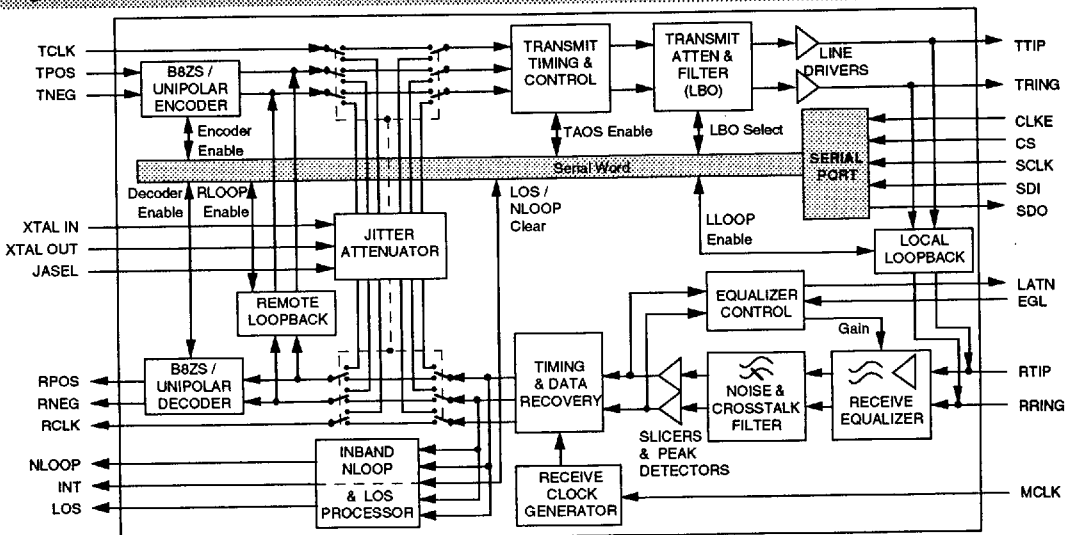 TCLK
TPOS
TNEG
B8ZS /
UNIPOLAR
ENCODER
Encoder
Enable
TRANSMIT
TIMING &
CONTROL
TAOS Enable
TRANSMIT
ATTEN &
FILTER
(LBO)
LBO Select
LINE
DRIVERS
TTIP
TRING
CLKE
CS
SCLK
SDI
SDO
SERIAL
PORT
Serial Word
Decoder
Enable
RLOOP
Enable
LOS /
NLOOP
Clear
LLOOP
Enable
XTAL IN
XTAL OUT
JASEL
JITTER
ATTENUATOR
LOCAL
LOOPBACK
REMOTE
LOOPBACK
EQUALIZER
CONTROL
Gain
LATN
EGL
RPOS
RNEG
RCLK
B8ZS /
UNIPOLAR
DECODER
TIMING
& DATA
RECOVERY
SLICERS
& PEAK
DETECTORS
NOISE &
CROSSTALK
FILTER
RECEIVE
EQUALIZER
RTIP
RRING
NLOOP
INT
LOS
INBAND
NLOOP
& LOS
PROCESSOR
RECEIVE
CLOCK
GENERATOR
MCLK